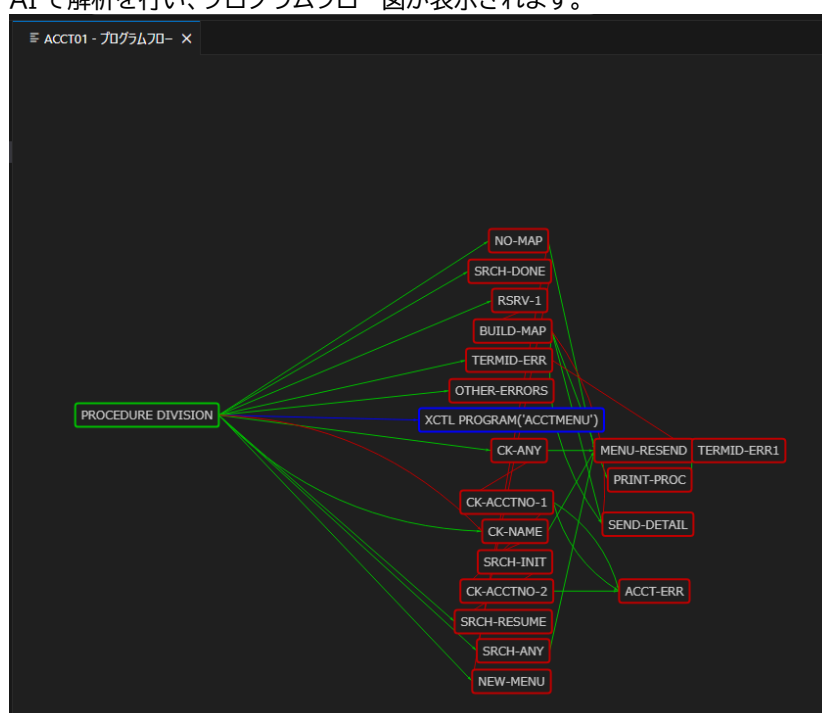 AI で解析を行い、プログラムフロー図が表示されます。
ACCT01 - プログラムフロー ×
NO-MAP
SRCH-DONE
RSRV-1
BUILD-MAP
TERMID-ERR
OTHER-ERRORS
PROCEDURE DIVISION
XCTL PROGRAM('ACCTMENU')
CK-ANY
MENU-RESEND
TERMID-ERR1
PRINT-PROC
CK-ACCTNO-1
SEND-DETAIL
CK-NAME
SRCH-INIT
CK-ACCTNO-2
ACCT-ERR
SRCH-RESUME
SRCH-ANY
NEW-MENU